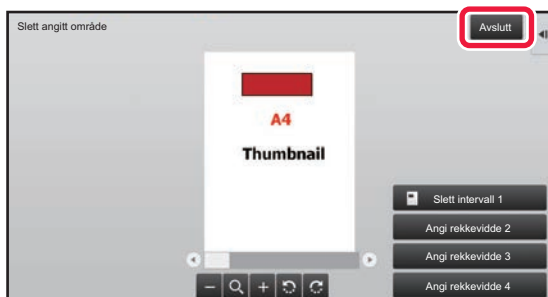 Slett angitt område
Avslutt
A4
Thumbnail
Slett intervall 1
Angi rekkevidde 2
Angi rekkevidde 3
Angi rekkevidde 4